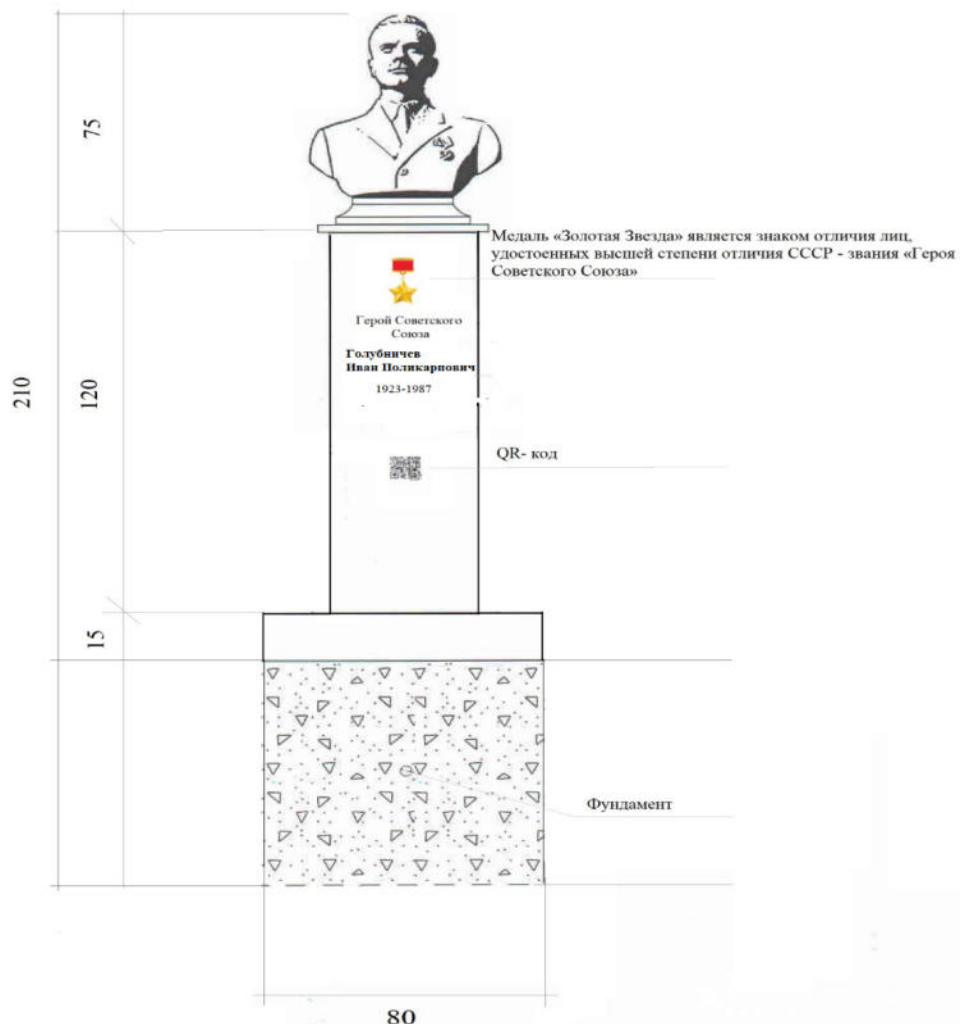 75
Медаль «Золотая Звезда» является знаком отличия лиц,
удостоенных высшей степени отличия СССР - звания «Героя
Советского Союза»
Герой Советского
Союза
Голубничев
Иван Поликарпович
1923-1987
210
120
QR- код
15
Фундамент
80